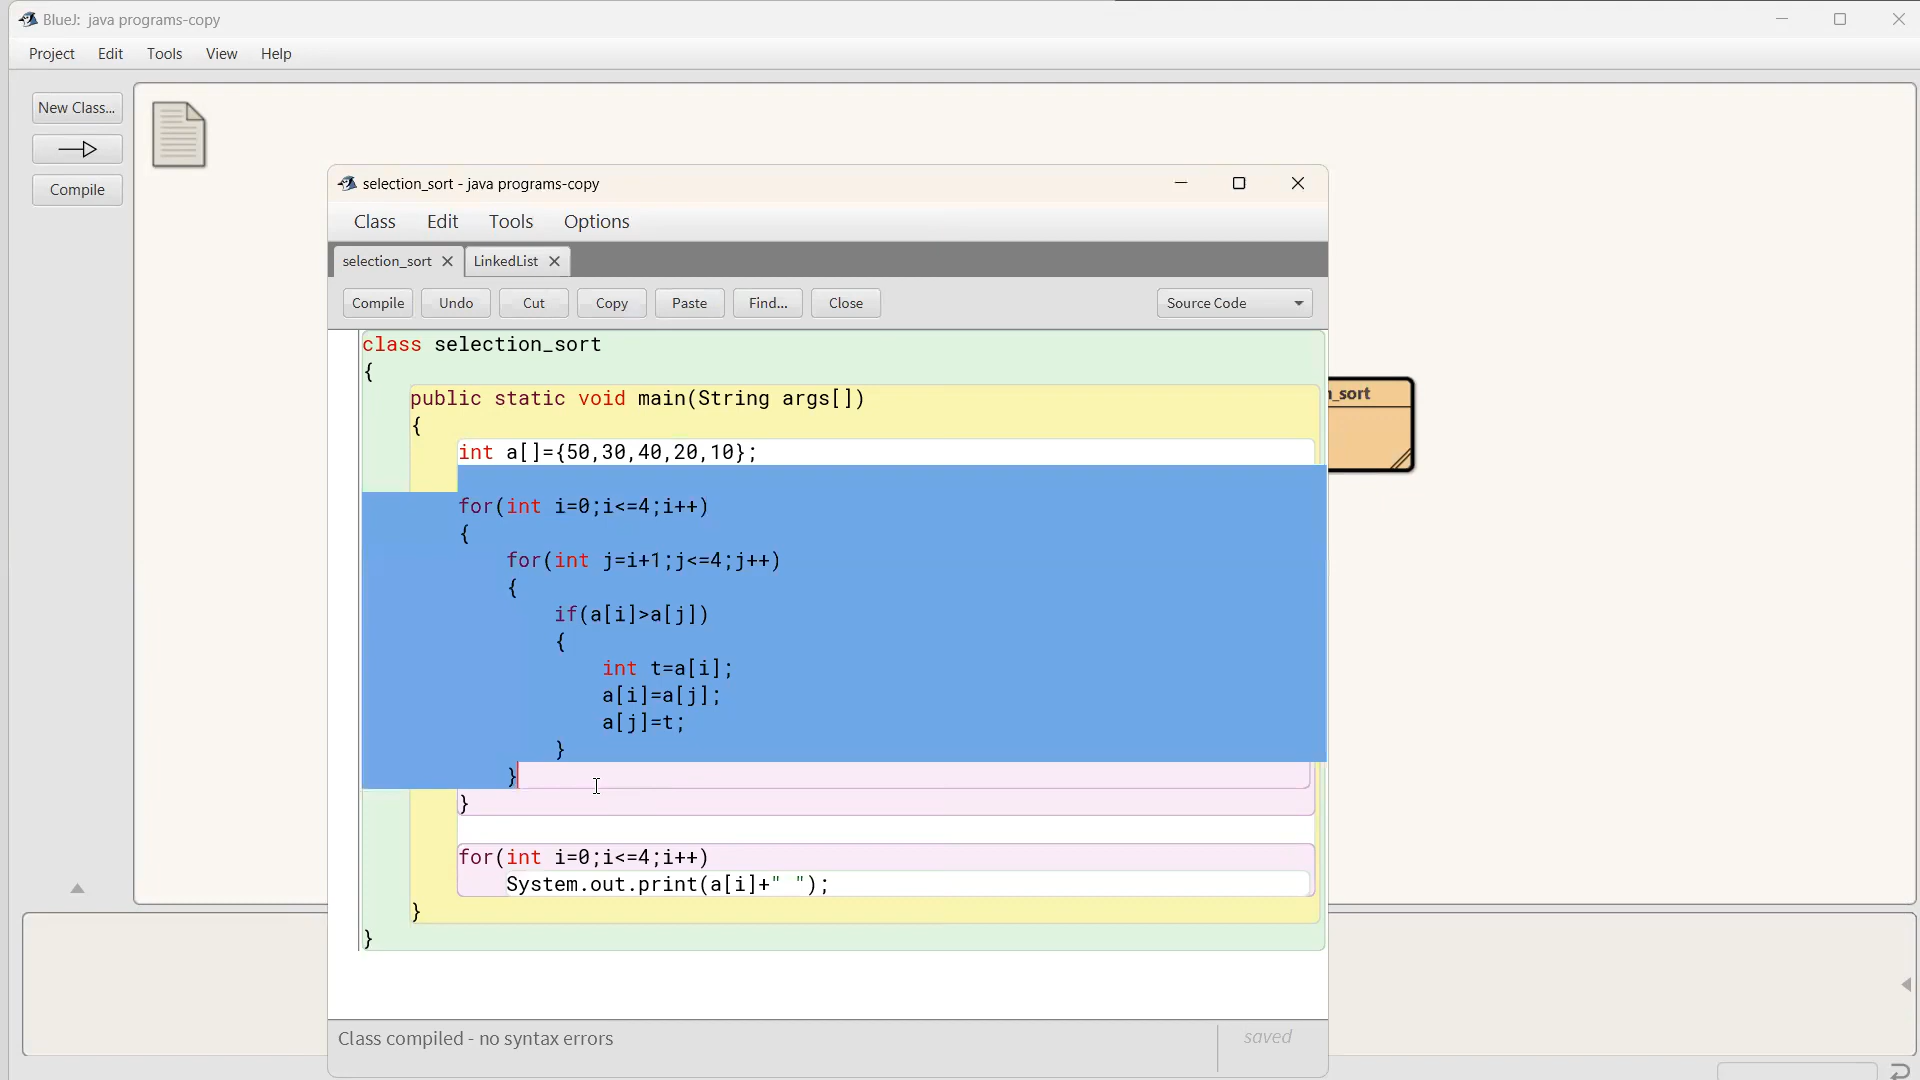 BlueJ: java programs-copy
Project Edit Tools View Help
New Class...
Compile
selection_sort - java programs-copy
Class Edit Tools Options
selection_sort LinkedList
Compile Undo Cut Copy Paste Find... Close Source Code
class selection_sort
{
public static void main(String args[])
{
int a[]={50,30,40,20,10};
for(int i=0;i<=4;i++)
{
for(int j=i+1;j<=4;j++)
{
if(a[i]>a[j])
{
int t=a[i];
a[i]=a[j];
a[j]=t;
}
}
}
for(int i=0;i<=4;i++)
System.out.print(a[i]+" ");
}
}
n_sort
Class compiled - no syntax errors
saved